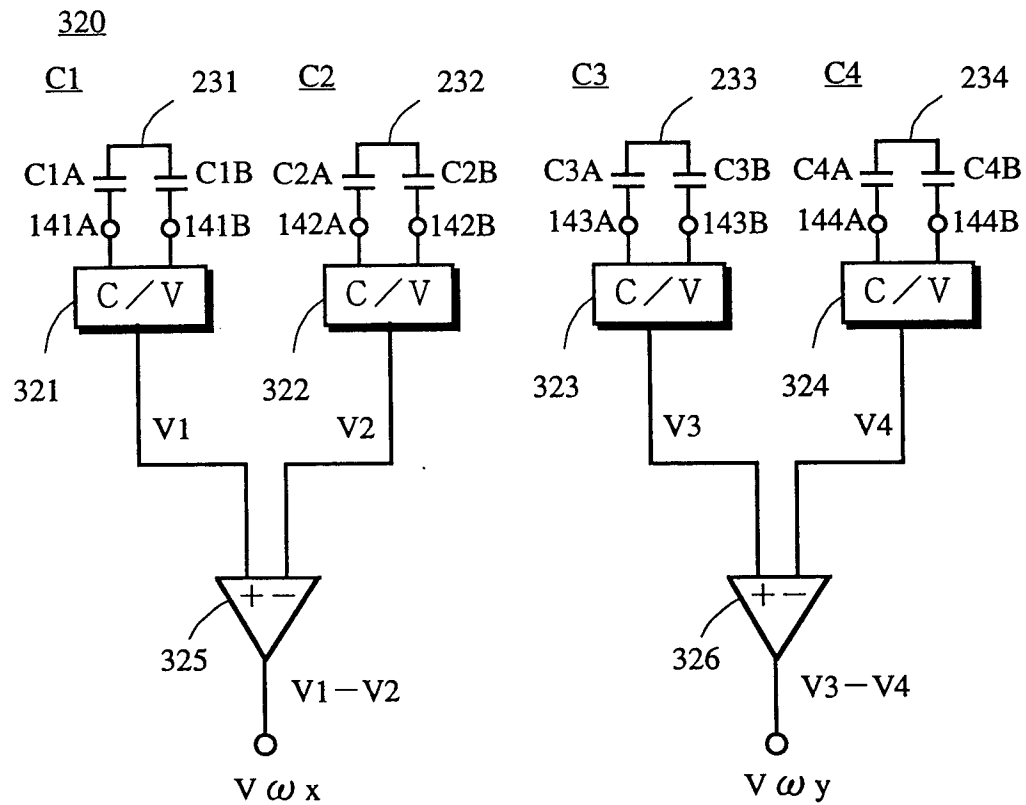 320
C1 231 C2 232 C3 233 C4 234
C1A C1B C2A C2B C3A C3B C4A C4B
141A 141B 142A 142B 143A 143B 144A 144B
C/V C/V C/V C/V
321 322 323 324
V1 V2 V3 V4
+− +−
325 326
V1−V2 V3−V4
Vωx Vωy